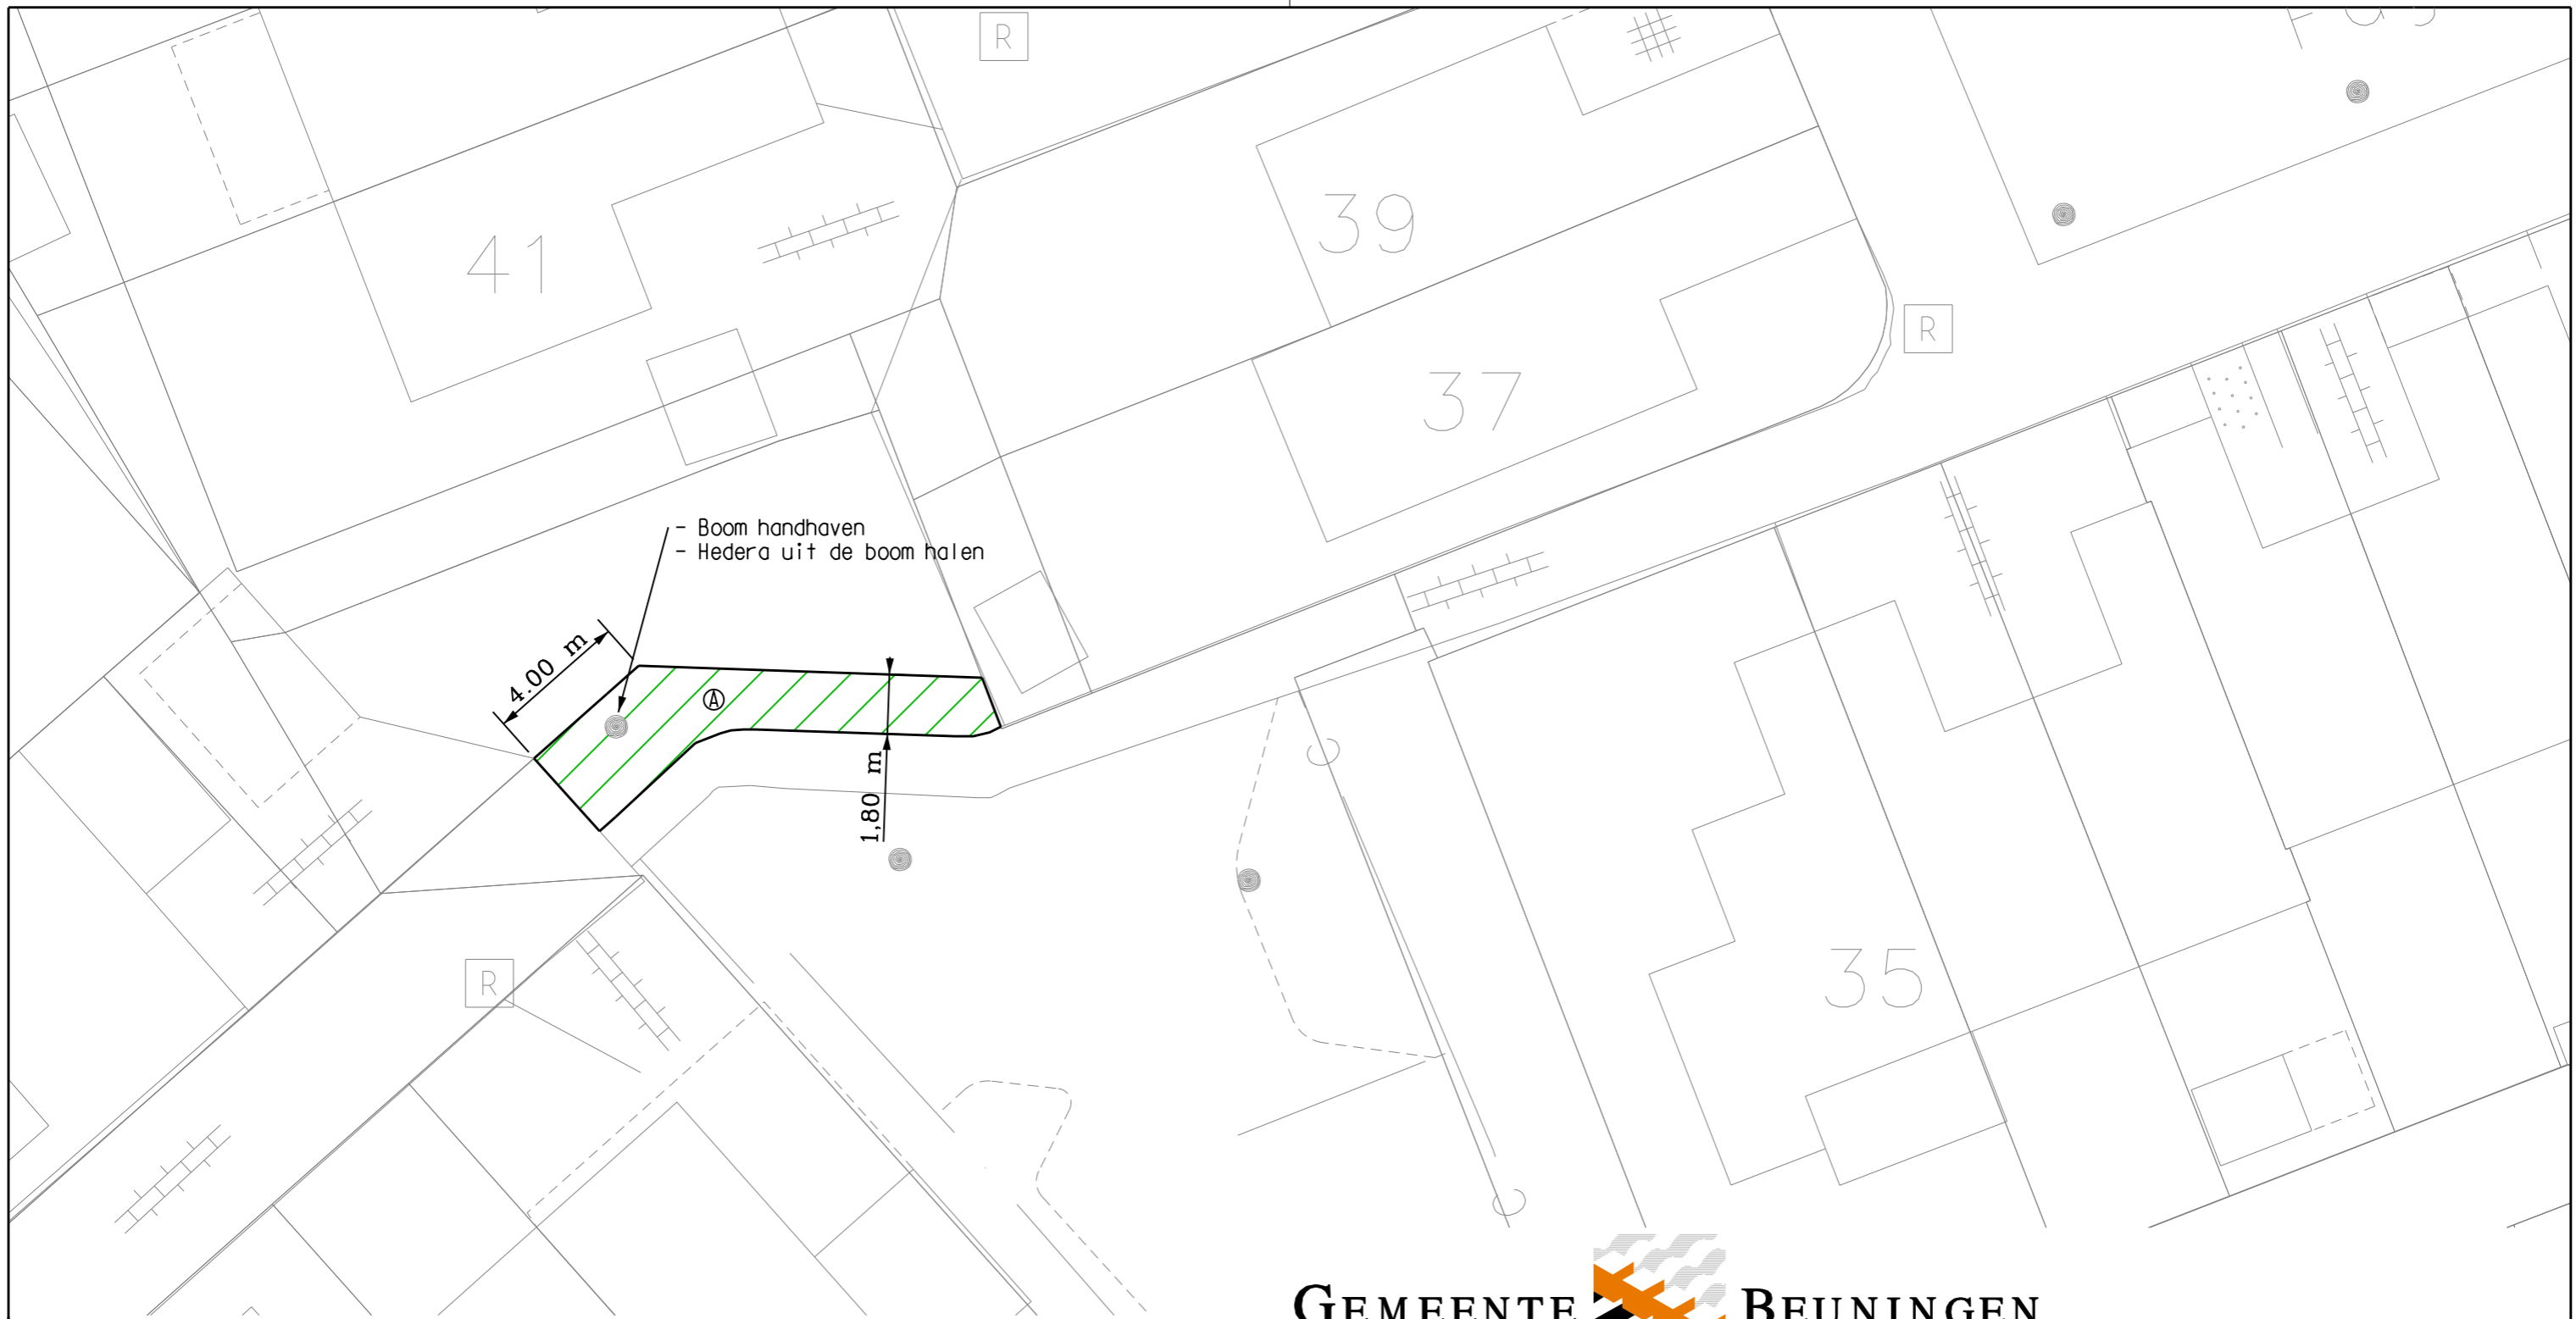 R
39
41
R
37
- Boom handhaven
- Hedera uit de boom halen
4.00 m
A
1,80 m
35
R
GEMEENTE BEUNINGEN